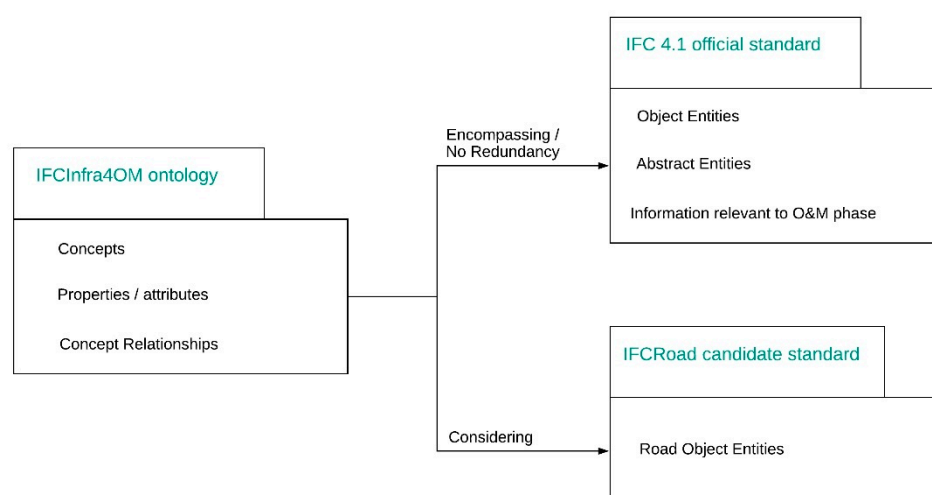 IFCInfra4OM ontology
Concepts
Properties / attributes
Concept Relationships
Encompassing /
No Redundancy
Considering
IFC 4.1 official standard
Object Entities
Abstract Entities
Information relevant to O&M phase
IFCRoad candidate standard
Road Object Entities